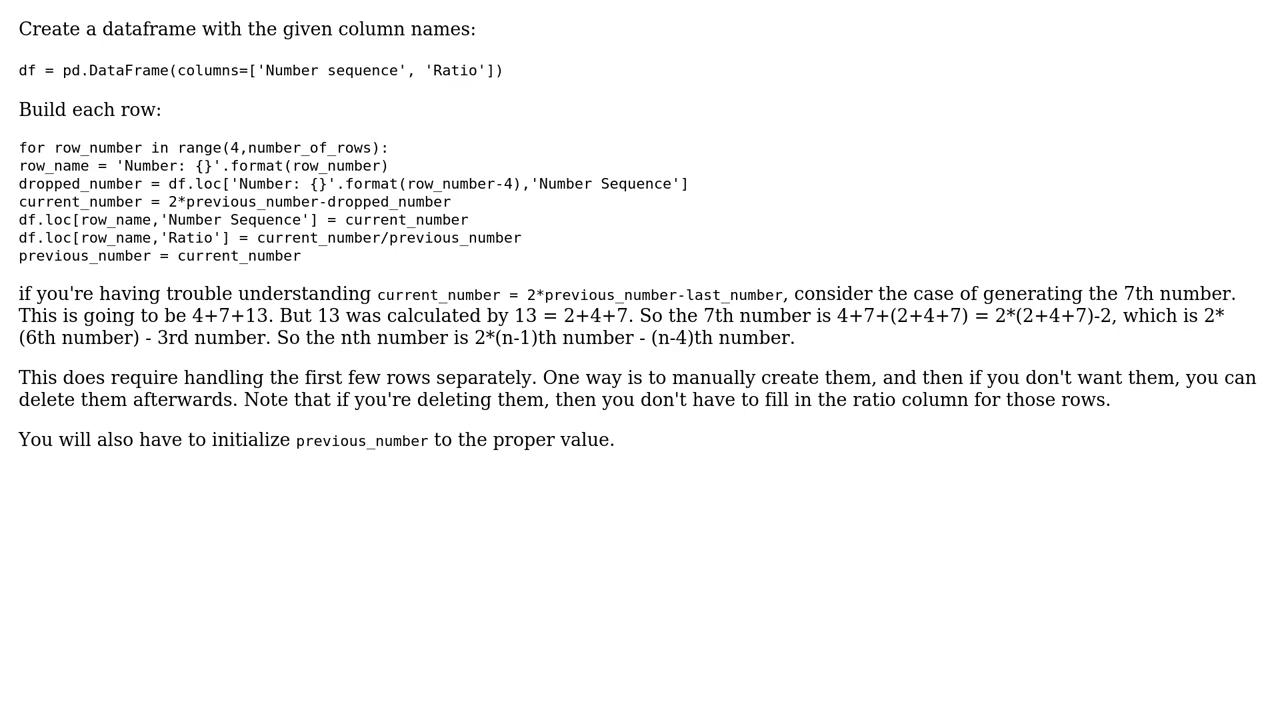 Create a dataframe with the given column names:
df = pd.DataFrame(columns=['Number sequence', 'Ratio'])
Build each row:
for row_number in range(4,number_of_rows):
row_name = 'Number: {}'.format(row_number)
dropped_number = df.loc['Number: {}'.format(row_number-4),'Number Sequence']
current_number = 2*previous_number-dropped_number
df.loc[row_name,'Number Sequence'] = current_number
df.loc[row_name,'Ratio'] = current_number/previous_number
previous_number = current_number
if you're having trouble understanding current_number = 2*previous_number-last_number, consider the case of generating the 7th number.
This is going to be 4+7+13. But 13 was calculated by 13 = 2+4+7. So the 7th number is 4+7+(2+4+7) = 2*(2+4+7)-2, which is 2*
(6th number) - 3rd number. So the nth number is 2*(n-1)th number - (n-4)th number.
This does require handling the first few rows separately. One way is to manually create them, and then if you don't want them, you can
delete them afterwards. Note that if you're deleting them, then you don't have to fill in the ratio column for those rows.
You will also have to initialize previous_number to the proper value.